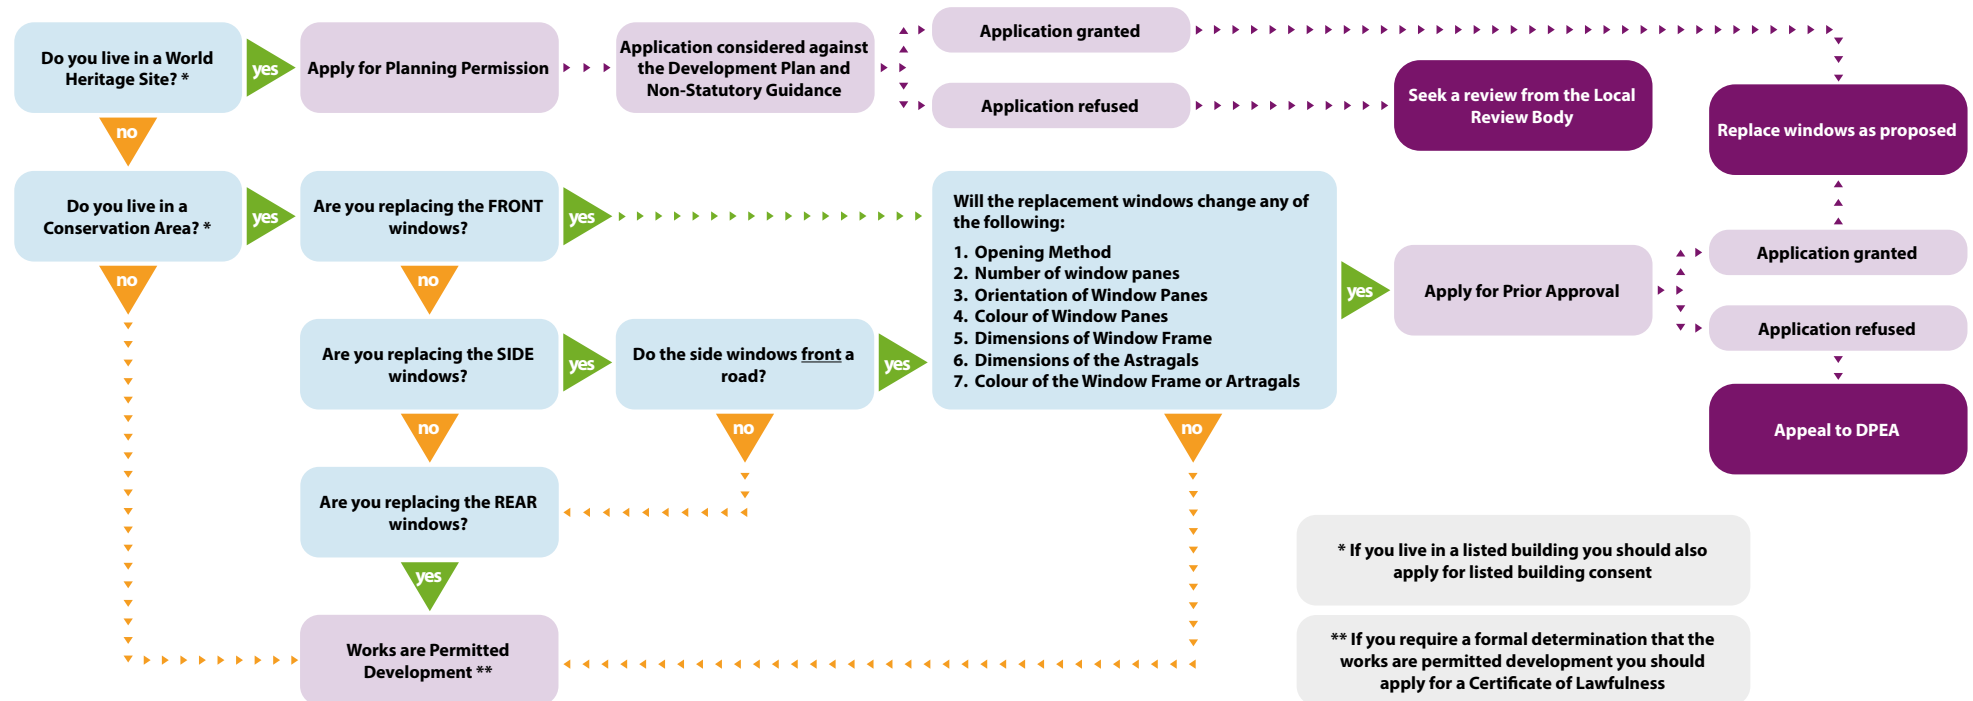 Do you live in a World
Heritage Site? *
yes
Apply for Planning Permission
Application considered against
the Development Plan and
Non-Statutory Guidance
Application granted
Application refused
Seek a review from the Local
Review Body
Replace windows as proposed
no
Do you live in a
Conservation Area? *
yes
Are you replacing the FRONT
windows?
yes
Will the replacement windows change any of
the following:
1. Opening Method
2. Number of window panes
3. Orientation of Window Panes
4. Colour of Window Panes
5. Dimensions of Window Frame
6. Dimensions of the Astragals
7. Colour of the Window Frame or Artragals
yes
Apply for Prior Approval
Application granted
Application refused
Appeal to DPEA
no
no
Are you replacing the SIDE
windows?
yes
Do the side windows front a
road?
yes
no
no
no
Are you replacing the REAR
windows?
yes
Works are Permitted
Development **
* If you live in a listed building you should also
apply for listed building consent
** If you require a formal determination that the
works are permitted development you should
apply for a Certificate of Lawfulness